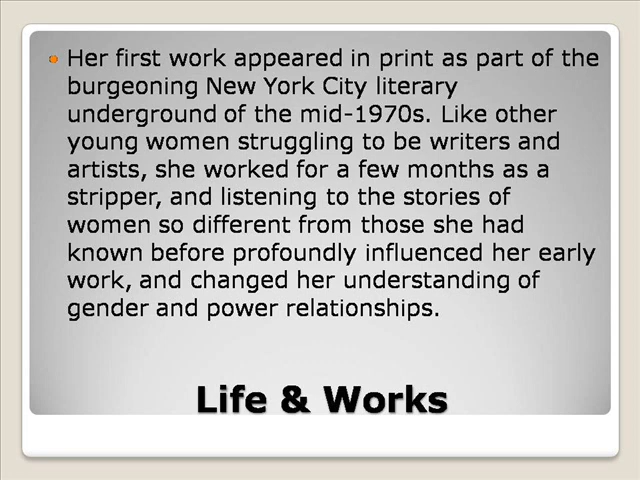 Her first work appeared in print as part of the
burgeoning New York City literary
underground of the mid-1970s. Like other
young women struggling to be writers and
artists, she worked for a few months as a
stripper, and listening to the stories of
women so different from those she had
known before profoundly influenced her early
work, and changed her understanding of
gender and power relationships.
Life & Works